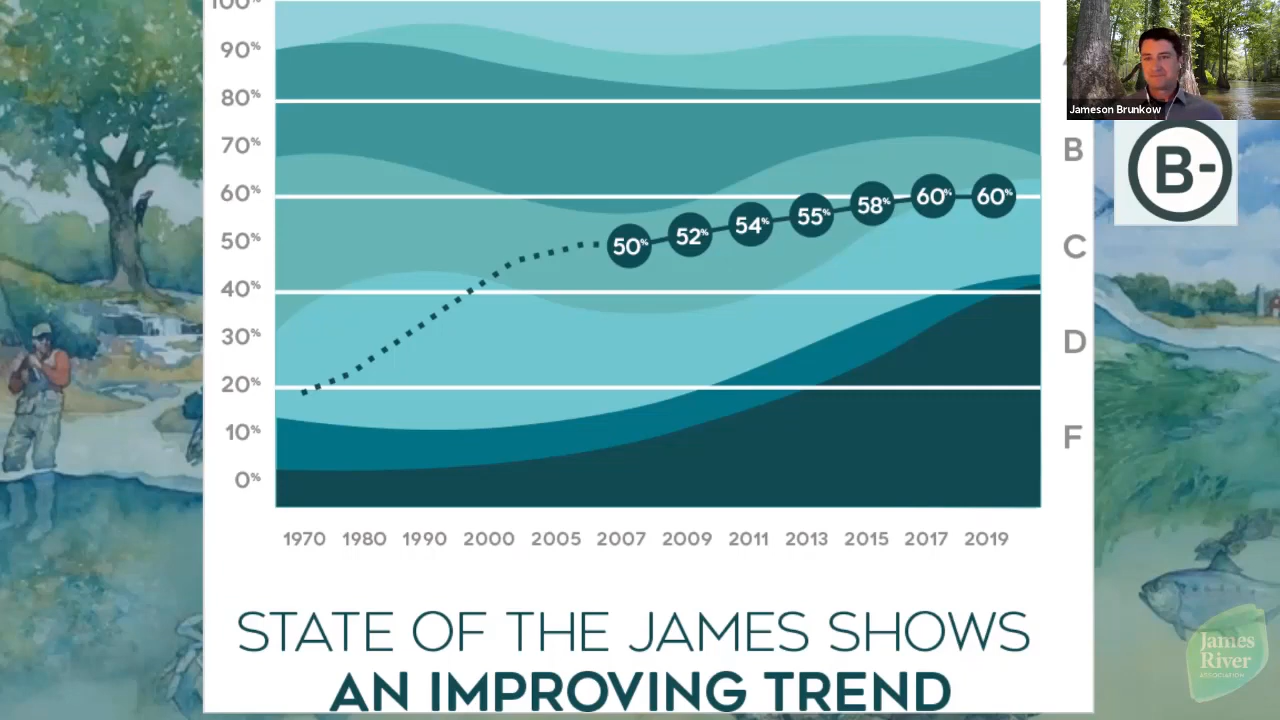 100%
90%
80%
70%
60%
50%
40%
30%
20%
10%
0%
50%
52%
54%
55%
58%
60%
60%
B
C
D
F
1970 1980 1990 2000 2005 2007 2009 2011 2013 2015 2017 2019
STATE OF THE JAMES SHOWS
AN IMPROVING TREND
Jameson Brunkow
B-
James
River
ASSOCIATION